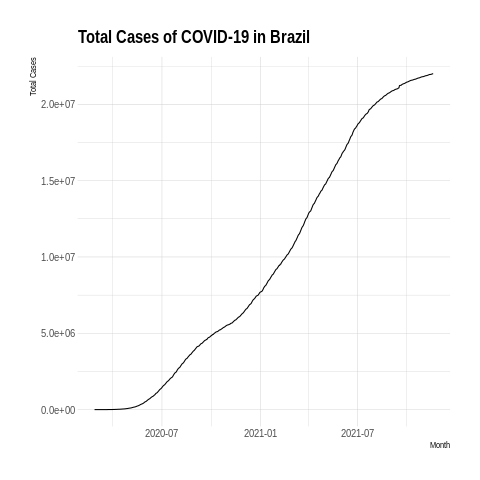 Total Cases of COVID-19 in Brazil
Total Cases
2.0e+07
1.5e+07
1.0e+07
5.0e+06
0.0e+00
2020-07 2021-01 2021-07
Month